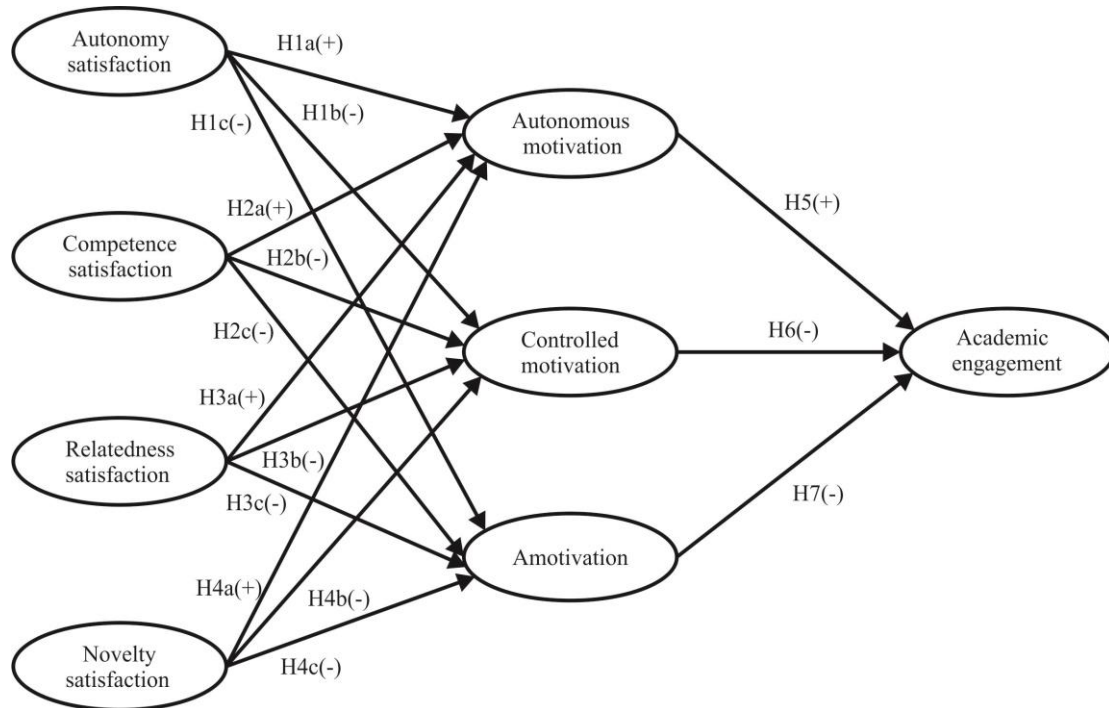 Autonomy
satisfaction
H1a(+)
H1b(-)
H1c(-)
Autonomous
motivation
H2a(+)
H5(+)
Competence
satisfaction
H2b(-)
H2c(-)
Controlled
motivation
H6(-)
Academic
engagement
H3a(+)
Relatedness
satisfaction
H3b(-)
H3c(-)
H7(-)
Amotivation
H4a(+)
H4b(-)
Novelty
satisfaction
H4c(-)